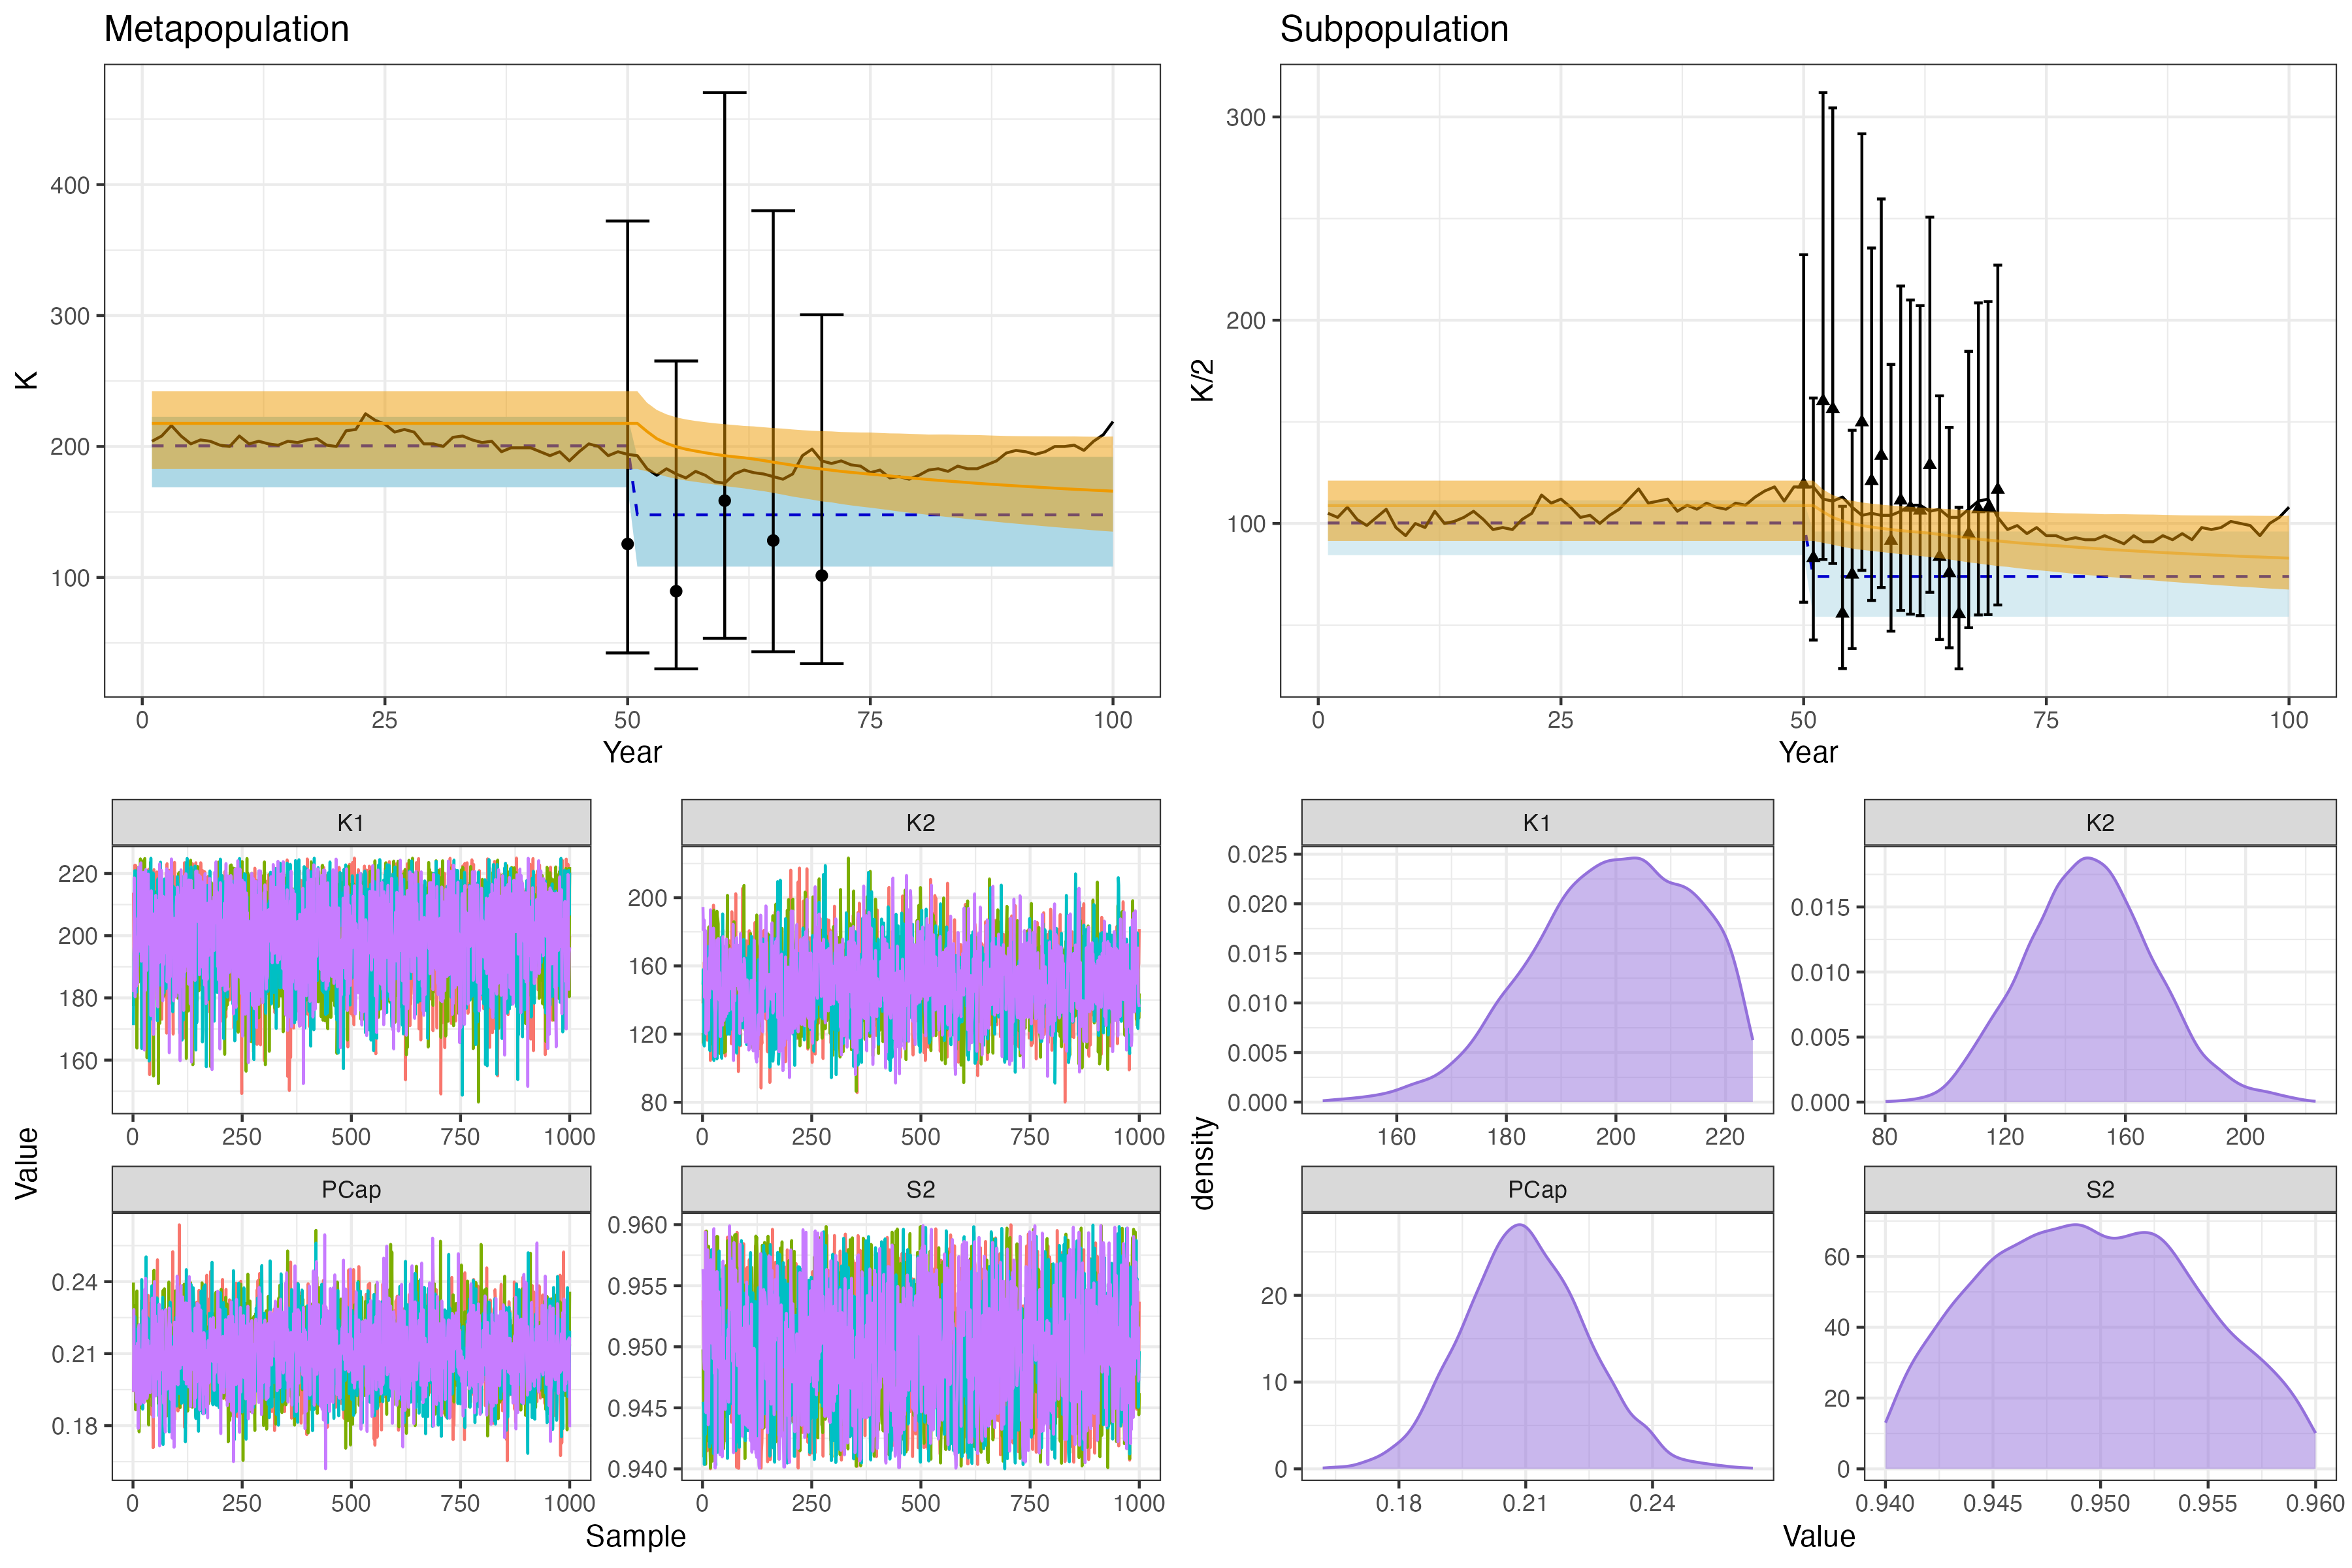 Metapopulation
Subpopulation
K
400
300
200
100
0 25 50 75 100
Year
K/2
300
200
100
0 25 50 75 100
Year
Value
K1
220
200
180
160
0 250 500 750 1000
K2
200
160
120
80
0 250 500 750 1000
PCap
0.24
0.21
0.18
0 250 500 750 1000
S2
0.960
0.955
0.950
0.945
0.940
0 250 500 750 1000
Sample
density
K1
0.025
0.020
0.015
0.010
0.005
0.000
160 180 200 220
K2
0.015
0.010
0.005
0.000
80 120 160 200
PCap
20
10
0
0.18 0.21 0.24
S2
60
40
20
0
0.940 0.945 0.950 0.955 0.960
Value